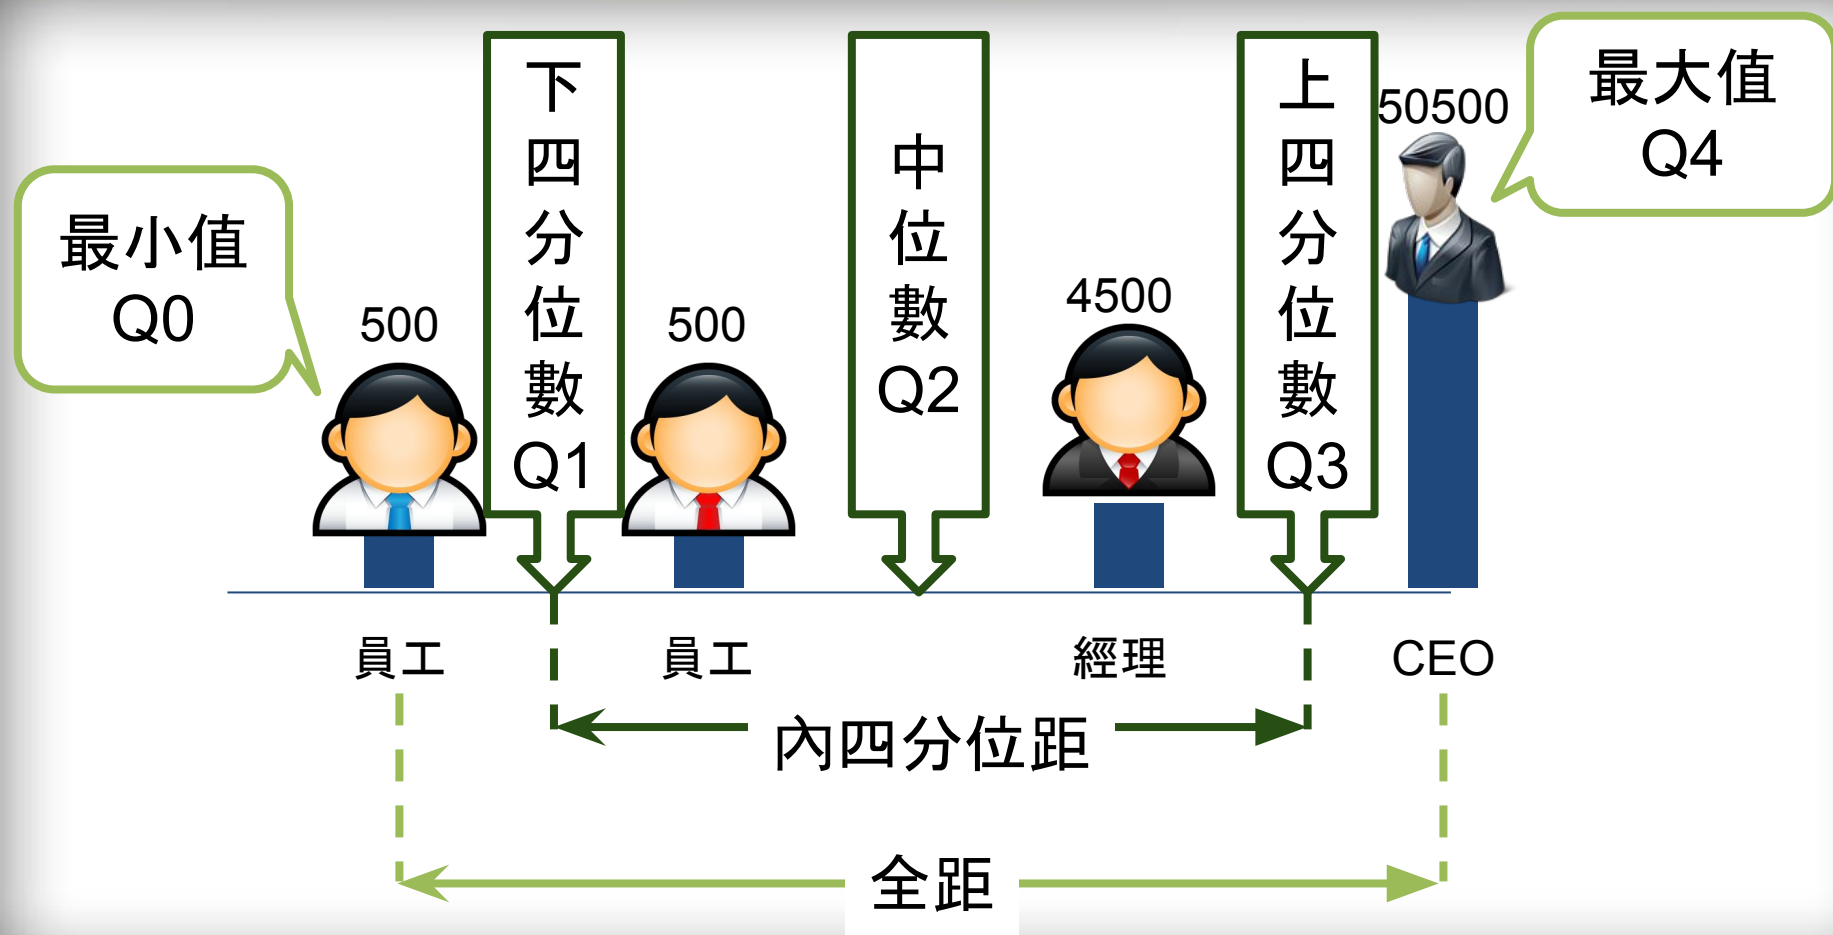 最小值
Q0
500
下四分位數
Q1
500
中位數
Q2
4500
上四分位數
Q3
50500
最大值
Q4
員工
員工
經理
CEO
內四分位距
全距